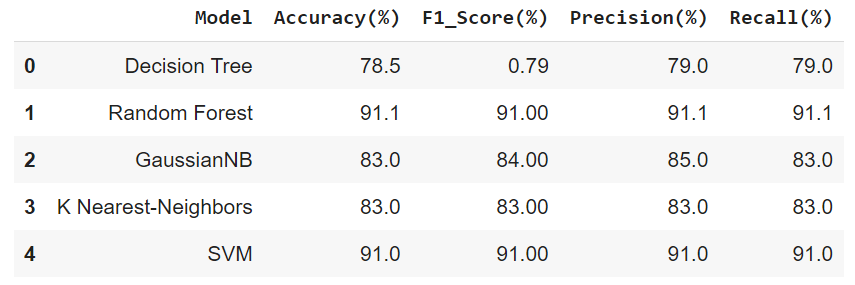 Model Accuracy(%) F1_Score(%) Precision(%) Recall(%)
0 Decision Tree 78.5 0.79 79.0 79.0
1 Random Forest 91.1 91.00 91.1 91.1
2 GaussianNB 83.0 84.00 85.0 83.0
3 K Nearest-Neighbors 83.0 83.00 83.0 83.0
4 SVM 91.0 91.00 91.0 91.0